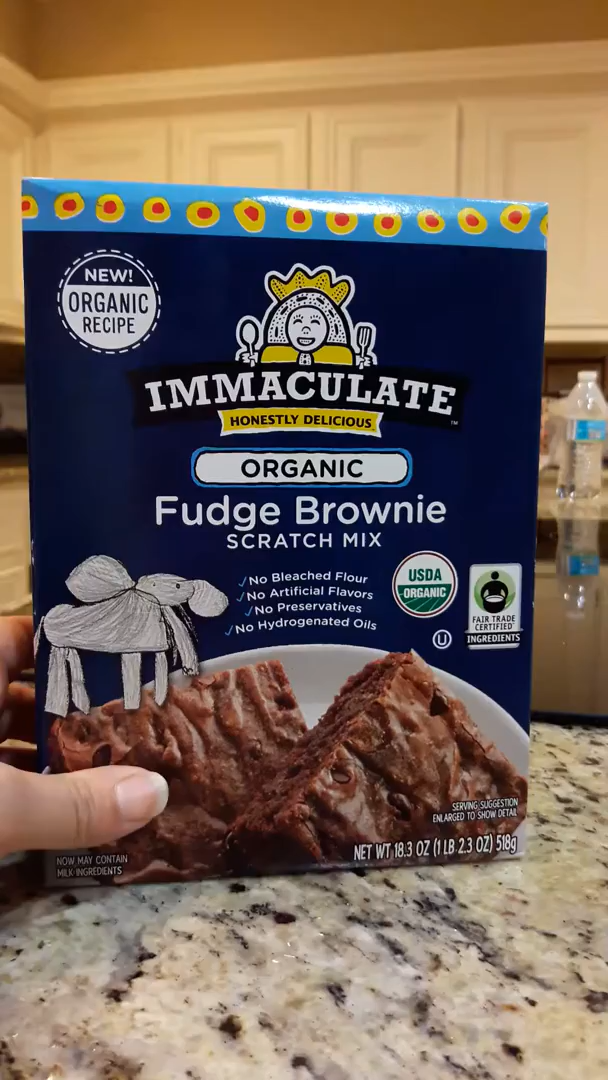 NEW!
ORGANIC
RECIPE
IMMACULATE™
HONESTLY DELICIOUS
ORGANIC
Fudge Brownie
SCRATCH MIX
✓No Bleached Flour
✓No Artificial Flavors
✓No Preservatives
✓No Hydrogenated Oils
USDA
ORGANIC
FAIR TRADE
CERTIFIED™
INGREDIENTS
U
SERVING SUGGESTION
ENLARGED TO SHOW DETAIL
NET WT 18.3 OZ (1 LB 2.3 OZ) 518g
NOW MAY CONTAIN
MILK INGREDIENTS